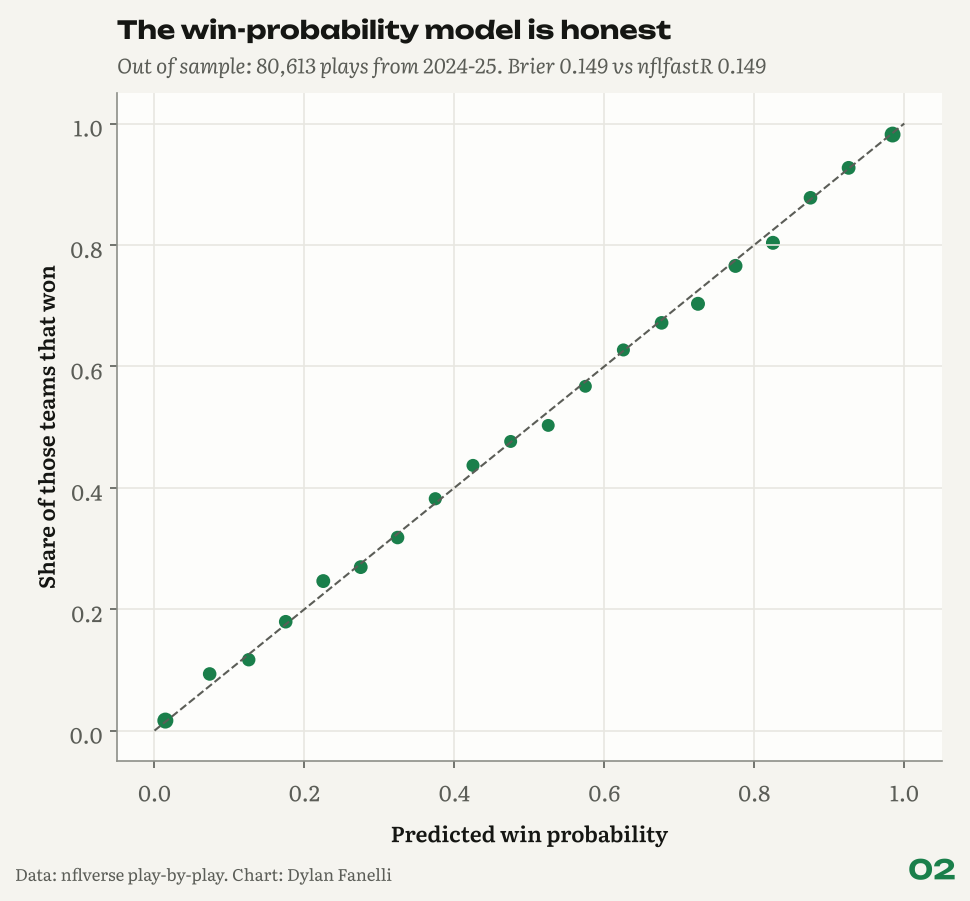 The win-probability model is honest
Out of sample: 80,613 plays from 2024-25. Brier 0.149 vs nflfastR 0.149
Share of those teams that won
1.0
0.8
0.6
0.4
0.2
0.0
0.0 0.2 0.4 0.6 0.8 1.0
Predicted win probability
Data: nflverse play-by-play. Chart: Dylan Fanelli
02